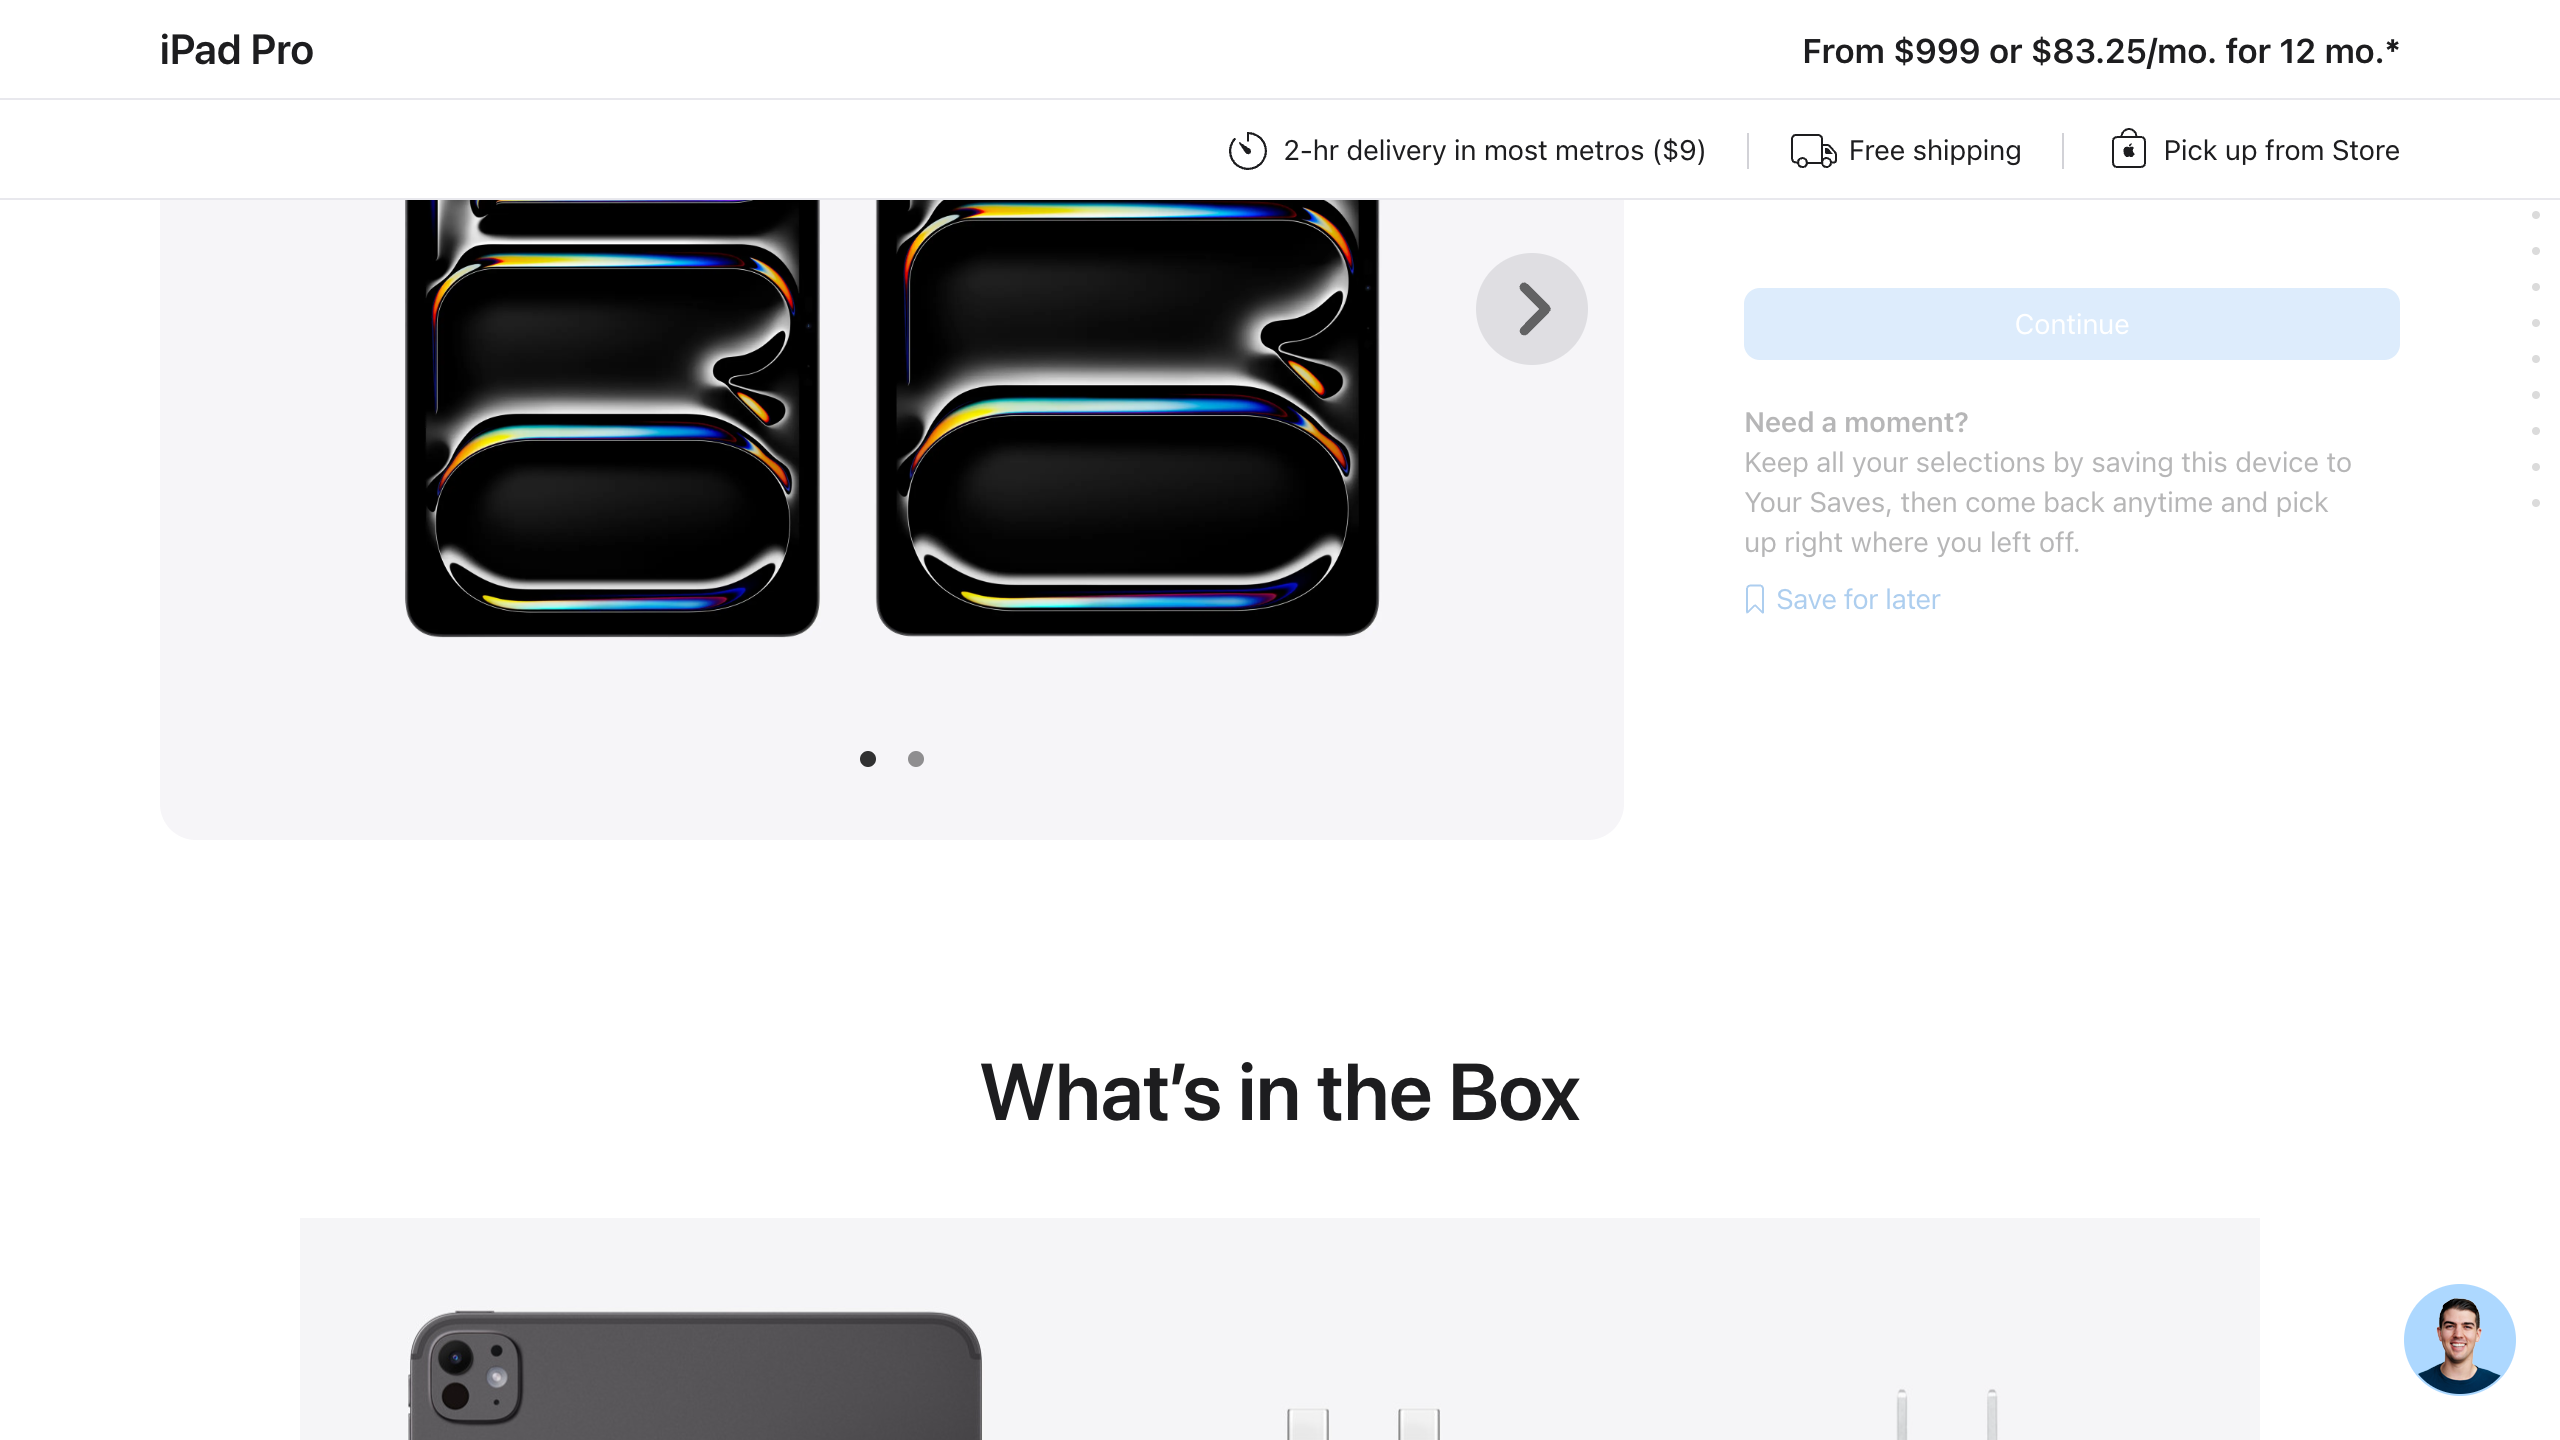 iPad Pro
From $999 or $83.25/mo. for 12 mo.*
2-hr delivery in most metros ($9)
Free shipping
Pick up from Store
Continue
Need a moment?
Keep all your selections by saving this device to
Your Saves, then come back anytime and pick
up right where you left off.
Save for later
What’s in the Box